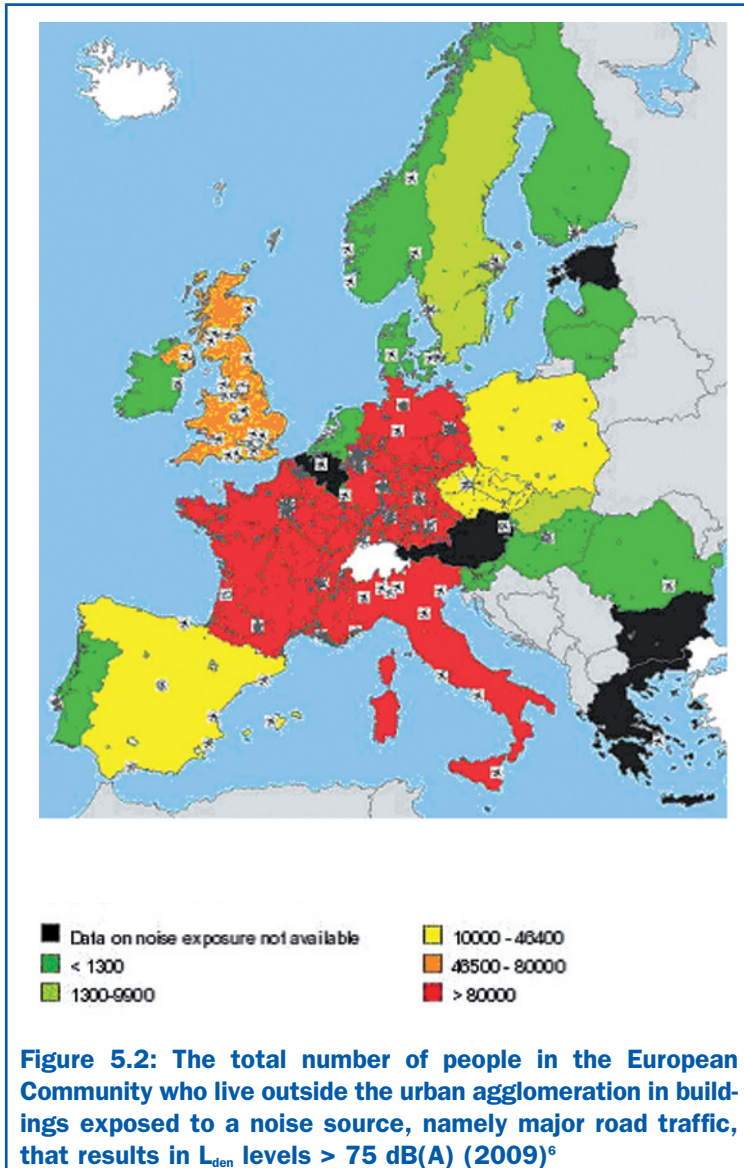 Data on noise exposure not available
< 1300
1300-9900
10000 - 46400
46500 - 80000
> 80000
Figure 5.2: The total number of people in the European
Community who live outside the urban agglomeration in build-
ings exposed to a noise source, namely major road traffic,
that results in Lden levels > 75 dB(A) (2009)6